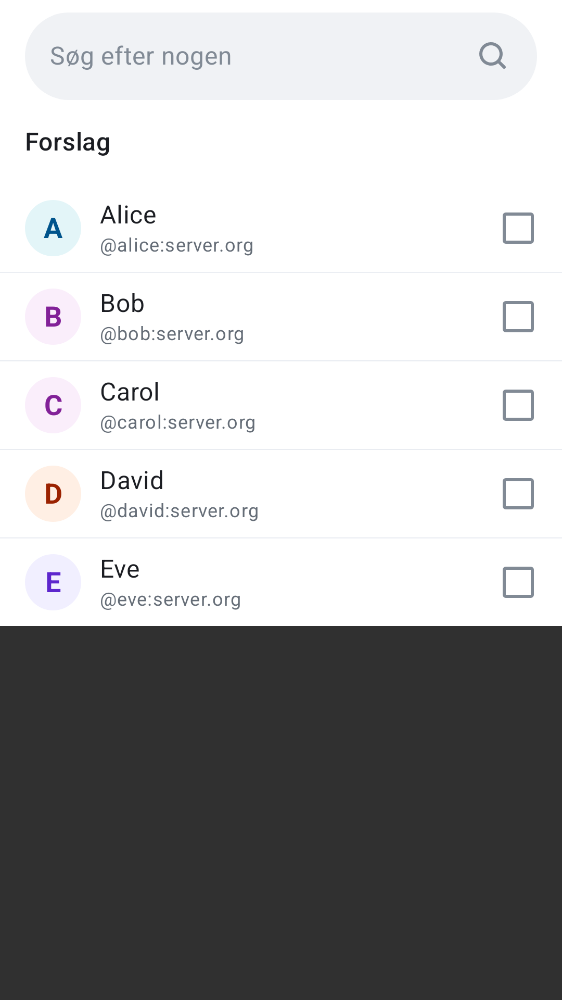 Søg efter nogen
Forslag
A
Alice
@alice:server.org
B
Bob
@bob:server.org
C
Carol
@carol:server.org
D
David
@david:server.org
E
Eve
@eve:server.org